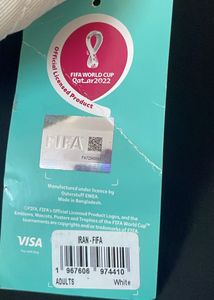 FIFA WORLD CUP
Qatar2022
Official Licensed Product
FIFA
Manufactured under licence by
Outerstuff EMEA.
Made in Bangladesh.
©FIFA, FIFA's Official Licensed Product Logos, and the
Emblems, Mascots, Posters and Trophies of the FIFA World Cup™
tournaments are copyrights and/or trademarks of FIFA.
VISA
IRAN - FIFA
1 967606 974410
ADULTS White